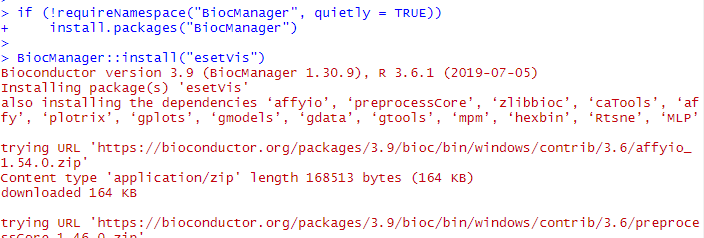 > if (!requireNamespace("BiocManager", quietly = TRUE))
+     install.packages("BiocManager")
>
> BiocManager::install("esetVis")
Bioconductor version 3.9 (BiocManager 1.30.9), R 3.6.1 (2019-07-05)
Installing package(s) 'esetVis'
also installing the dependencies ‘affyio’, ‘preprocessCore’, ‘zlibbioc’, ‘caTools’, ‘af
fy’, ‘plotrix’, ‘gplots’, ‘gmodels’, ‘gdata’, ‘gtools’, ‘mpm’, ‘hexbin’, ‘Rtsne’, ‘MLP’

trying URL 'https://bioconductor.org/packages/3.9/bioc/bin/windows/contrib/3.6/affyio_
1.54.0.zip'
Content type 'application/zip' length 168513 bytes (164 KB)
downloaded 164 KB

trying URL 'https://bioconductor.org/packages/3.9/bioc/bin/windows/contrib/3.6/preproce
ssCore_1.46.0.zip'